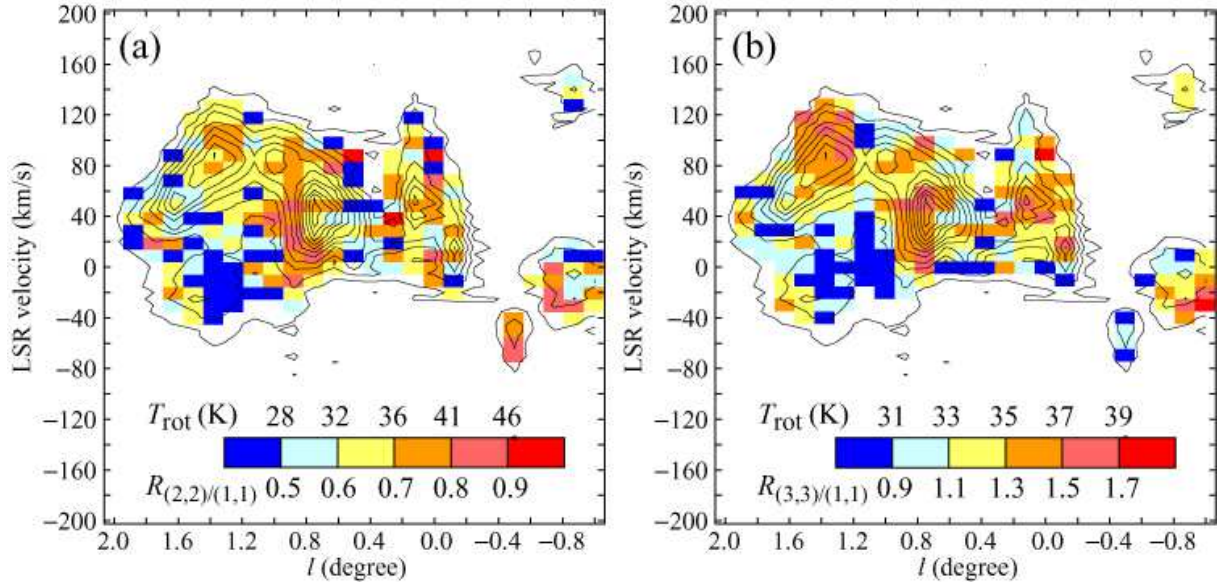 (a)
LSR velocity (km/s)
200
160
120
80
40
0
−40
−80
−120
−160
−200
T_rot (K) 28 32 36 41 46
R_(2,2)/(1,1) 0.5 0.6 0.7 0.8 0.9
2.0 1.6 1.2 0.8 0.4 0.0 −0.4 −0.8
l (degree)
(b)
LSR velocity (km/s)
200
160
120
80
40
0
−40
−80
−120
−160
−200
T_rot (K) 31 33 35 37 39
R_(3,3)/(1,1) 0.9 1.1 1.3 1.5 1.7
2.0 1.6 1.2 0.8 0.4 0.0 −0.4 −0.8
l (degree)